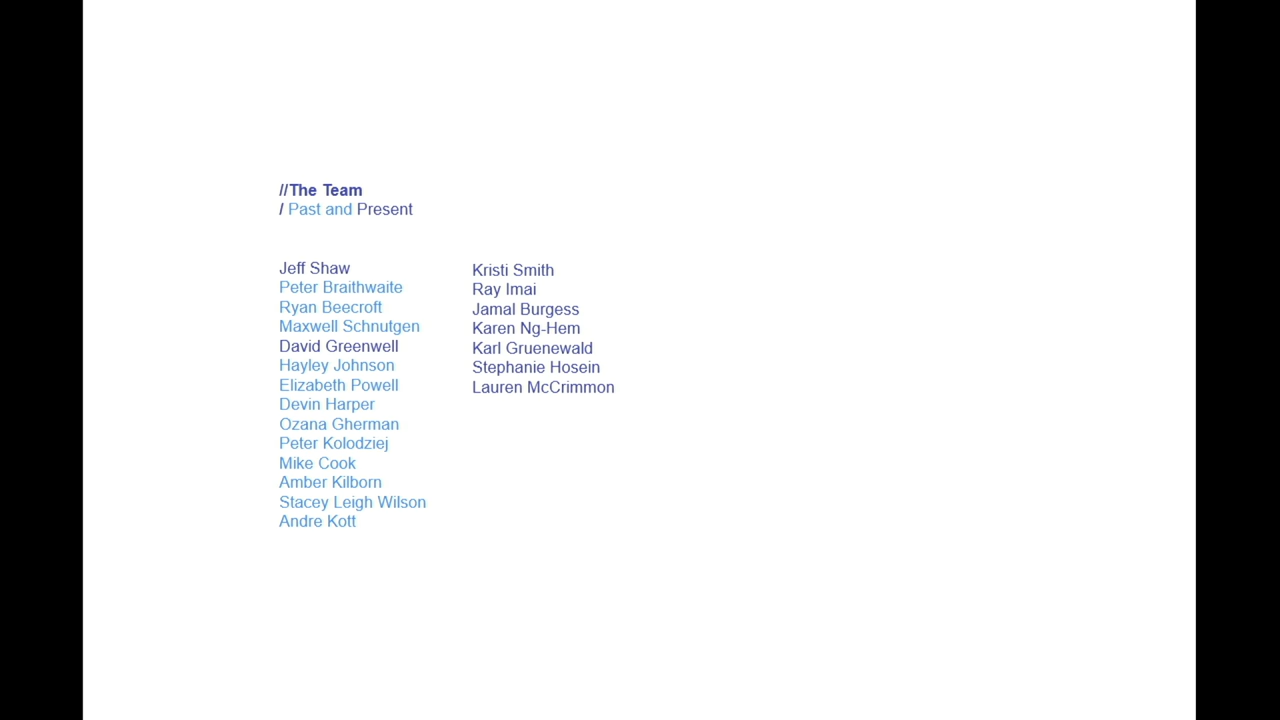 //The Team
/ Past and Present
Jeff Shaw
Peter Braithwaite
Ryan Beecroft
Maxwell Schnutgen
David Greenwell
Hayley Johnson
Elizabeth Powell
Devin Harper
Ozana Gherman
Peter Kolodziej
Mike Cook
Amber Kilborn
Stacey Leigh Wilson
Andre Kott
Kristi Smith
Ray Imai
Jamal Burgess
Karen Ng-Hem
Karl Gruenewald
Stephanie Hosein
Lauren McCrimmon